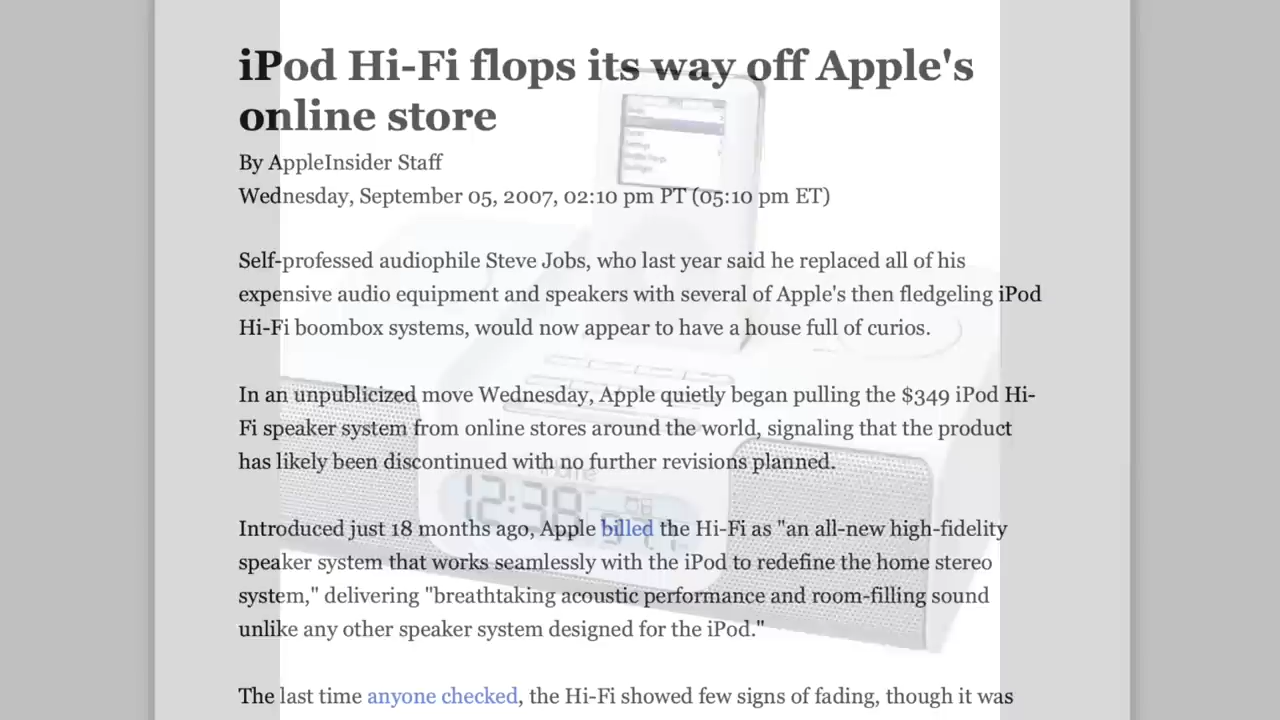 iPod Hi-Fi flops its way off Apple's
online store
By AppleInsider Staff
Wednesday, September 05, 2007, 02:10 pm PT (05:10 pm ET)
Self-professed audiophile Steve Jobs, who last year said he replaced all of his
expensive audio equipment and speakers with several of Apple's then fledgeling iPod
Hi-Fi boombox systems, would now appear to have a house full of curios.
In an unpublicized move Wednesday, Apple quietly began pulling the $349 iPod Hi-
Fi speaker system from online stores around the world, signaling that the product
has likely been discontinued with no further revisions planned.
iHome
12:38
Introduced just 18 months ago, Apple billed the Hi-Fi as "an all-new high-fidelity
speaker system that works seamlessly with the iPod to redefine the home stereo
system," delivering "breathtaking acoustic performance and room-filling sound
unlike any other speaker system designed for the iPod."
The last time anyone checked, the Hi-Fi showed few signs of fading, though it was